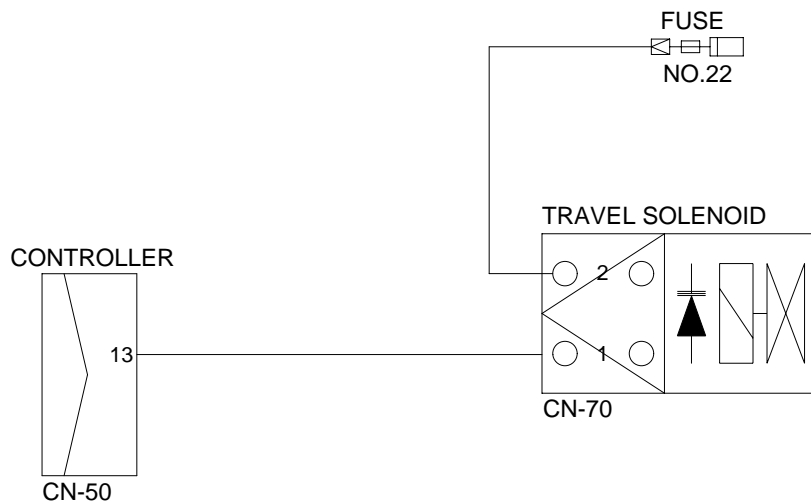 FUSE
NO.22
TRAVEL SOLENOID
CONTROLLER
2
13
1
CN-70
CN-50